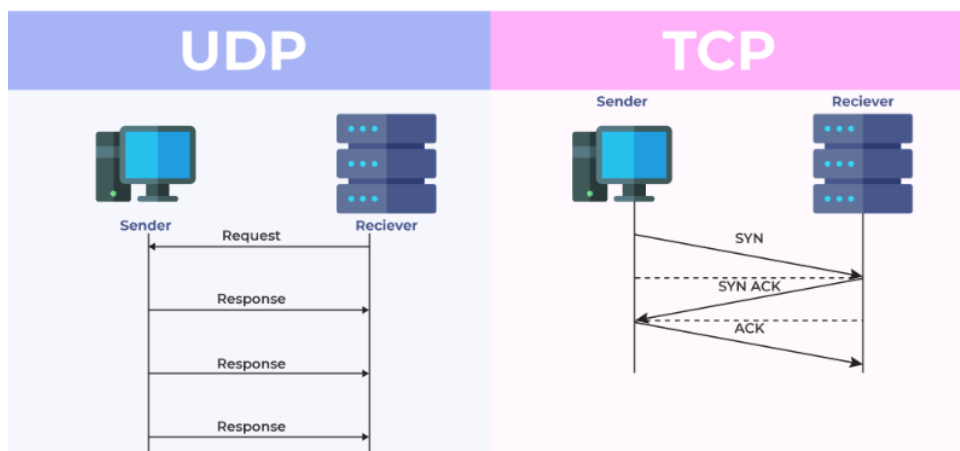 UDP
TCP
Sender
Reciever
Sender
Reciever
Request
Response
Response
Response
SYN
SYN ACK
ACK